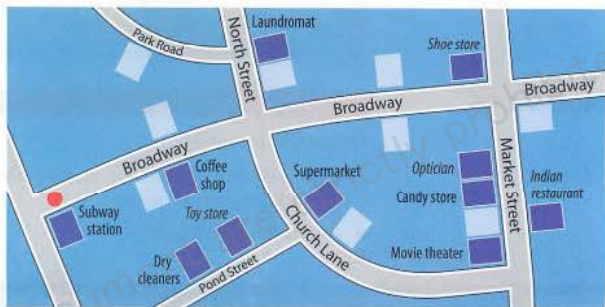 Laundromat
Park Road
North Street
Shoe store
Broadway
Broadway
Broadway
Coffee
shop
Supermarket
Optician
Market Street
Candy store
Indian
restaurant
Toy store
Subway
station
Church Lane
Dry
cleaners
Pond Street
Movie theater